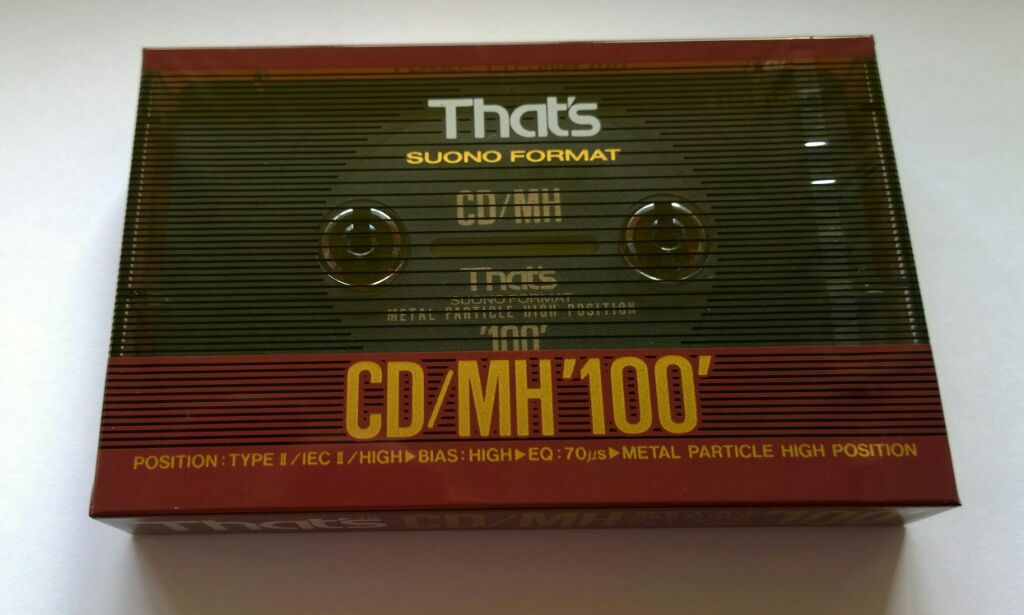 That's
SUONO FORMAT
CD/MH
That's
SUONO FORMAT
METAL PARTICLE HIGH POSITION
'100'
CD/MH '100'
POSITION : TYPE II/IEC II/HIGH▶BIAS : HIGH▶EQ : 70μs▶METAL PARTICLE HIGH POSITION
That's CD/MH '100'